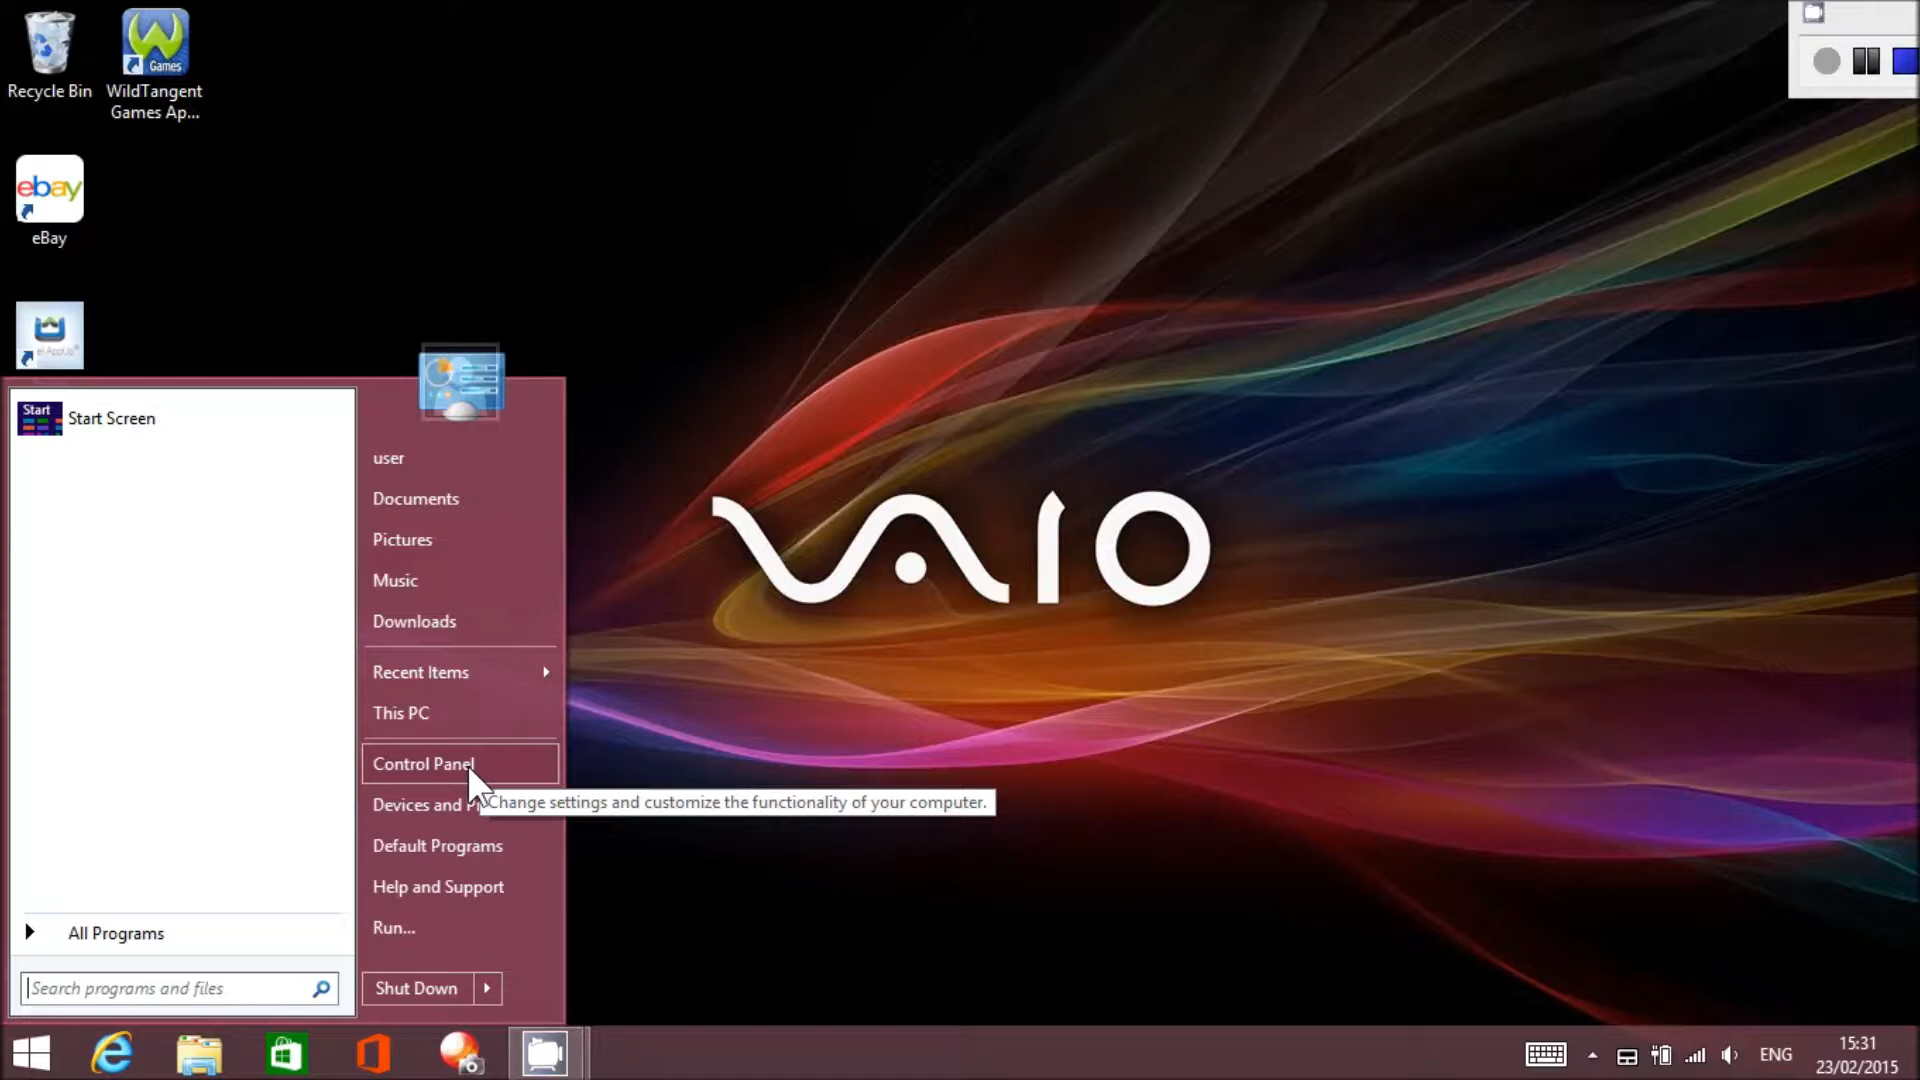 Recycle Bin
Games
WildTangent
Games Ap...
ebay
eBay
Start
Start Screen
user
Documents
Pictures
Music
Downloads
Recent Items
This PC
Control Panel
Devices and
Change settings and customize the functionality of your computer.
Default Programs
Help and Support
Run...
All Programs
Search programs and files
Shut Down
VAIO
ENG
15:31
23/02/2015